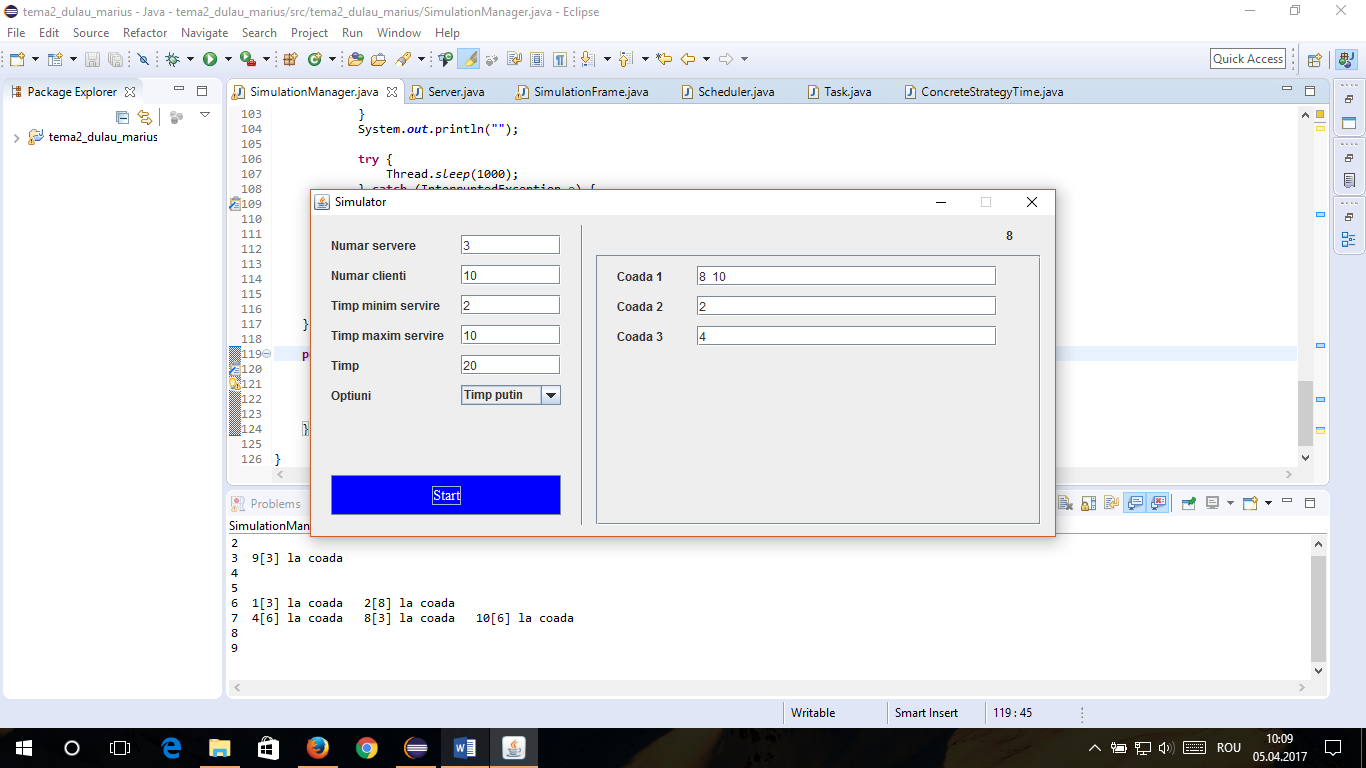 tema2_dulau_marius - Java - tema2_dulau_marius/src/tema2_dulau_marius/SimulationManager.java - Eclipse
File Edit Source Refactor Navigate Search Project Run Window Help
Quick Access
Package Explorer
tema2_dulau_marius
SimulationManager.java Server.java SimulationFrame.java Scheduler.java Task.java ConcreteStrategyTime.java
103 }
104 System.out.println("");
105
106 try {
107 Thread.sleep(1000);
108 } catch (InterruptedException e) {
109
110
111
112
113
114
115
116
117 }
118
119
120
121
122
123
124 }
125
126 }
Simulator
8
Numar servere 3
Numar clienti 10
Timp minim servire 2
Timp maxim servire 10
Timp 20
Optiuni Timp putin
Start
Coada 1 8 10
Coada 2 2
Coada 3 4
Problems
SimulationMan
2
3 9[3] la coada
4
5
6 1[3] la coada 2[8] la coada
7 4[6] la coada 8[3] la coada 10[6] la coada
8
9
Writable Smart Insert 119 : 45
ROU
10:09
05.04.2017